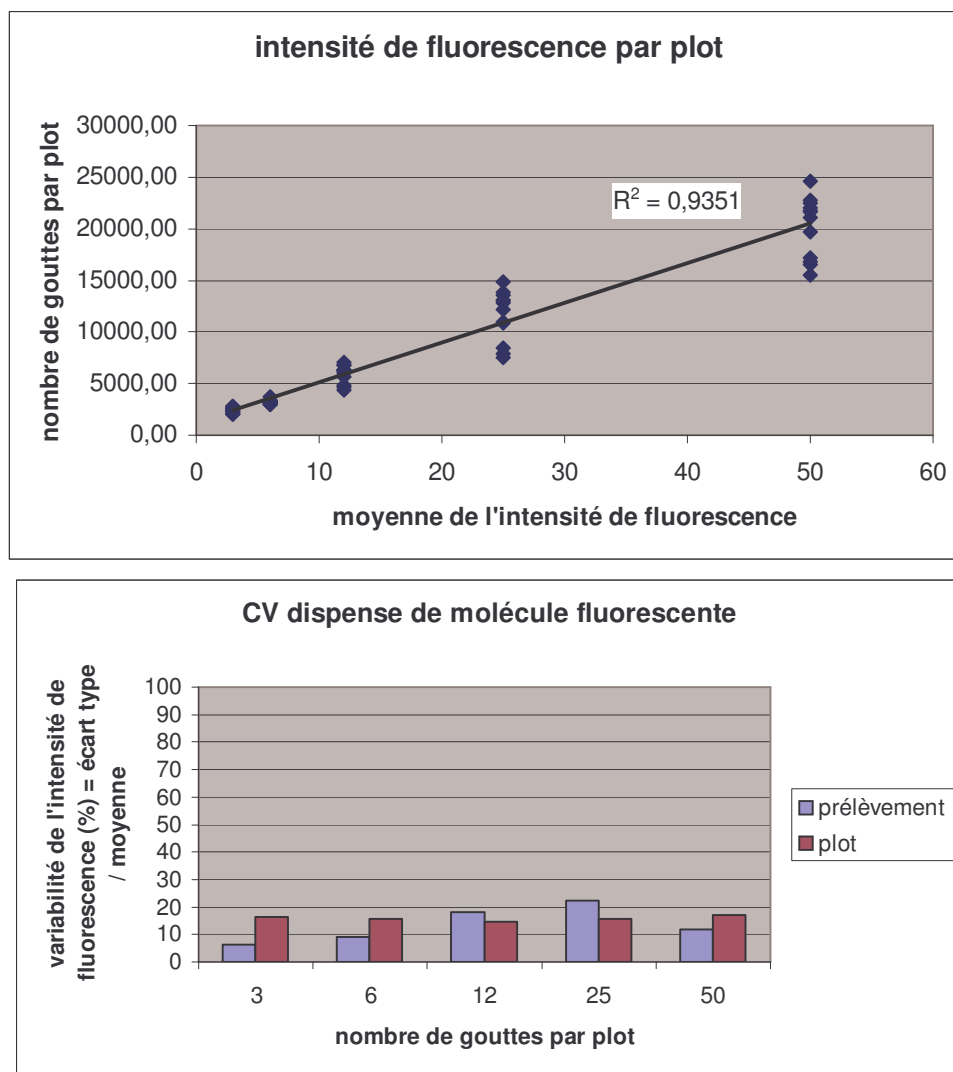 intensité de fluorescence par plot
nombre de gouttes par plot
30000,00
25000,00
20000,00
15000,00
10000,00
5000,00
0,00
R² = 0,9351
0 10 20 30 40 50 60
moyenne de l'intensité de fluorescence
CV dispense de molécule fluorescente
variabilité de l'intensité de
fluorescence (%) = écart type
/ moyenne
100
90
80
70
60
50
40
30
20
10
0
prélèvement
plot
3 6 12 25 50
nombre de gouttes par plot